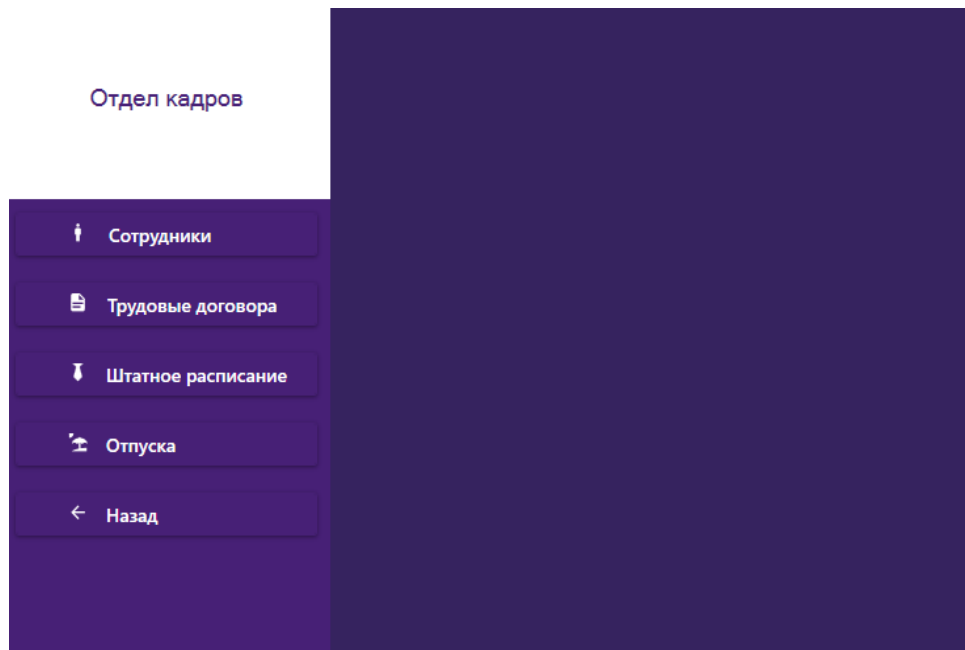 Отдел кадров
Сотрудники
Трудовые договора
Штатное расписание
Отпуска
Назад